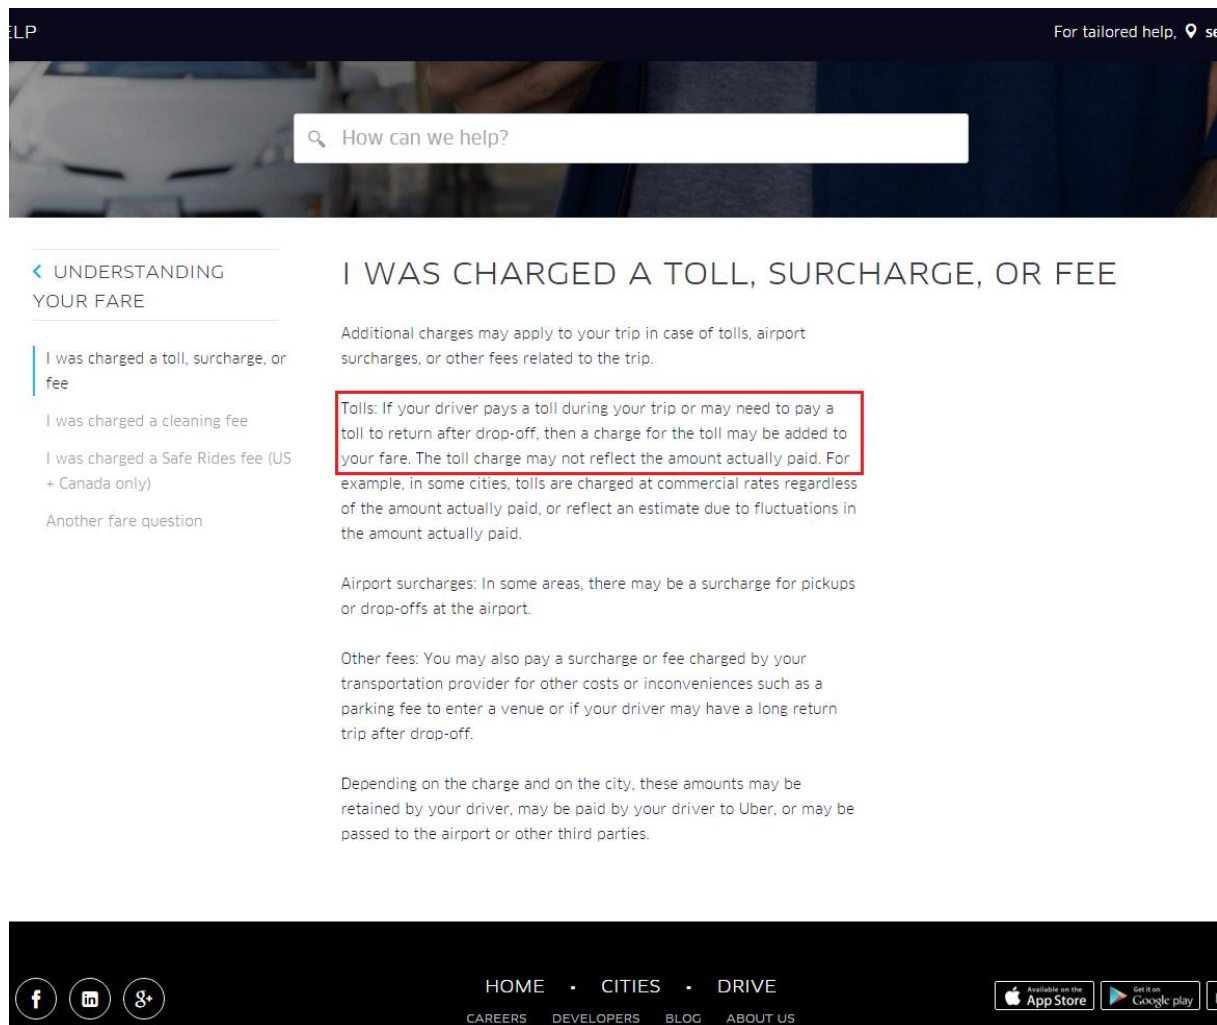 ELP
For tailored help, se
How can we help?
UNDERSTANDING
YOUR FARE
I was charged a toll, surcharge, or
fee
I was charged a cleaning fee
I was charged a Safe Rides fee (US
+ Canada only)
Another fare question
I WAS CHARGED A TOLL, SURCHARGE, OR FEE
Additional charges may apply to your trip in case of tolls, airport
surcharges, or other fees related to the trip.
Tolls: If your driver pays a toll during your trip or may need to pay a
toll to return after drop-off, then a charge for the toll may be added to
your fare. The toll charge may not reflect the amount actually paid. For
example, in some cities, tolls are charged at commercial rates regardless
of the amount actually paid, or reflect an estimate due to fluctuations in
the amount actually paid.
Airport surcharges: In some areas, there may be a surcharge for pickups
or drop-offs at the airport.
Other fees: You may also pay a surcharge or fee charged by your
transportation provider for other costs or inconveniences such as a
parking fee to enter a venue or if your driver may have a long return
trip after drop-off.
Depending on the charge and on the city, these amounts may be
retained by your driver, may be paid by your driver to Uber, or may be
passed to the airport or other third parties.
f in g+
HOME • CITIES • DRIVE
CAREERS DEVELOPERS BLOG ABOUT US
Available on the
App Store
Get it on
Google play